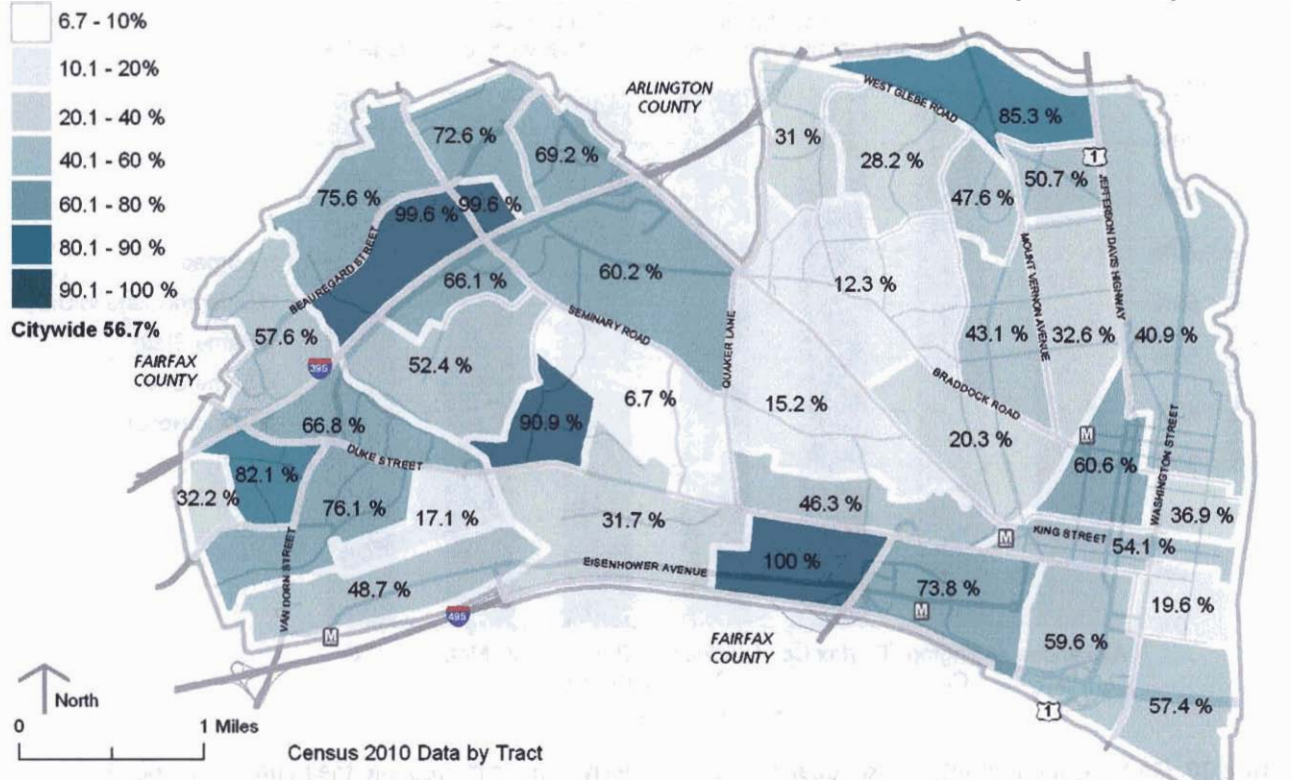 6.7 - 10%
10.1 - 20%
20.1 - 40 %
40.1 - 60 %
60.1 - 80 %
80.1 - 90 %
90.1 - 100 %
Citywide 56.7%
ARLINGTON
COUNTY
WEST GLEBE ROAD
85.3 %
72.6 %
69.2 %
31 %
28.2 %
1
50.7 %
47.6 %
75.6 %
99.6 %
99.6 %
JEFFERSON DAVIS HIGHWAY
BEAUREGARD STREET
66.1 %
60.2 %
12.3 %
MOUNT VERNON AVENUE
SEMINARY ROAD
QUAKER LANE
57.6 %
43.1 %
32.6 %
40.9 %
FAIRFAX
COUNTY
395
52.4 %
6.7 %
15.2 %
BRADDOCK ROAD
66.8 %
90.9 %
20.3 %
M
WASHINGTON STREET
DUKE STREET
60.6 %
82.1 %
32.2 %
76.1 %
17.1 %
31.7 %
46.3 %
36.9 %
M
KING STREET
54.1 %
VAN DORN STREET
48.7 %
EISENHOWER AVENUE
100 %
73.8 %
M
19.6 %
495
M
FAIRFAX
COUNTY
59.6 %
57.4 %
1
North
0
1 Miles
Census 2010 Data by Tract